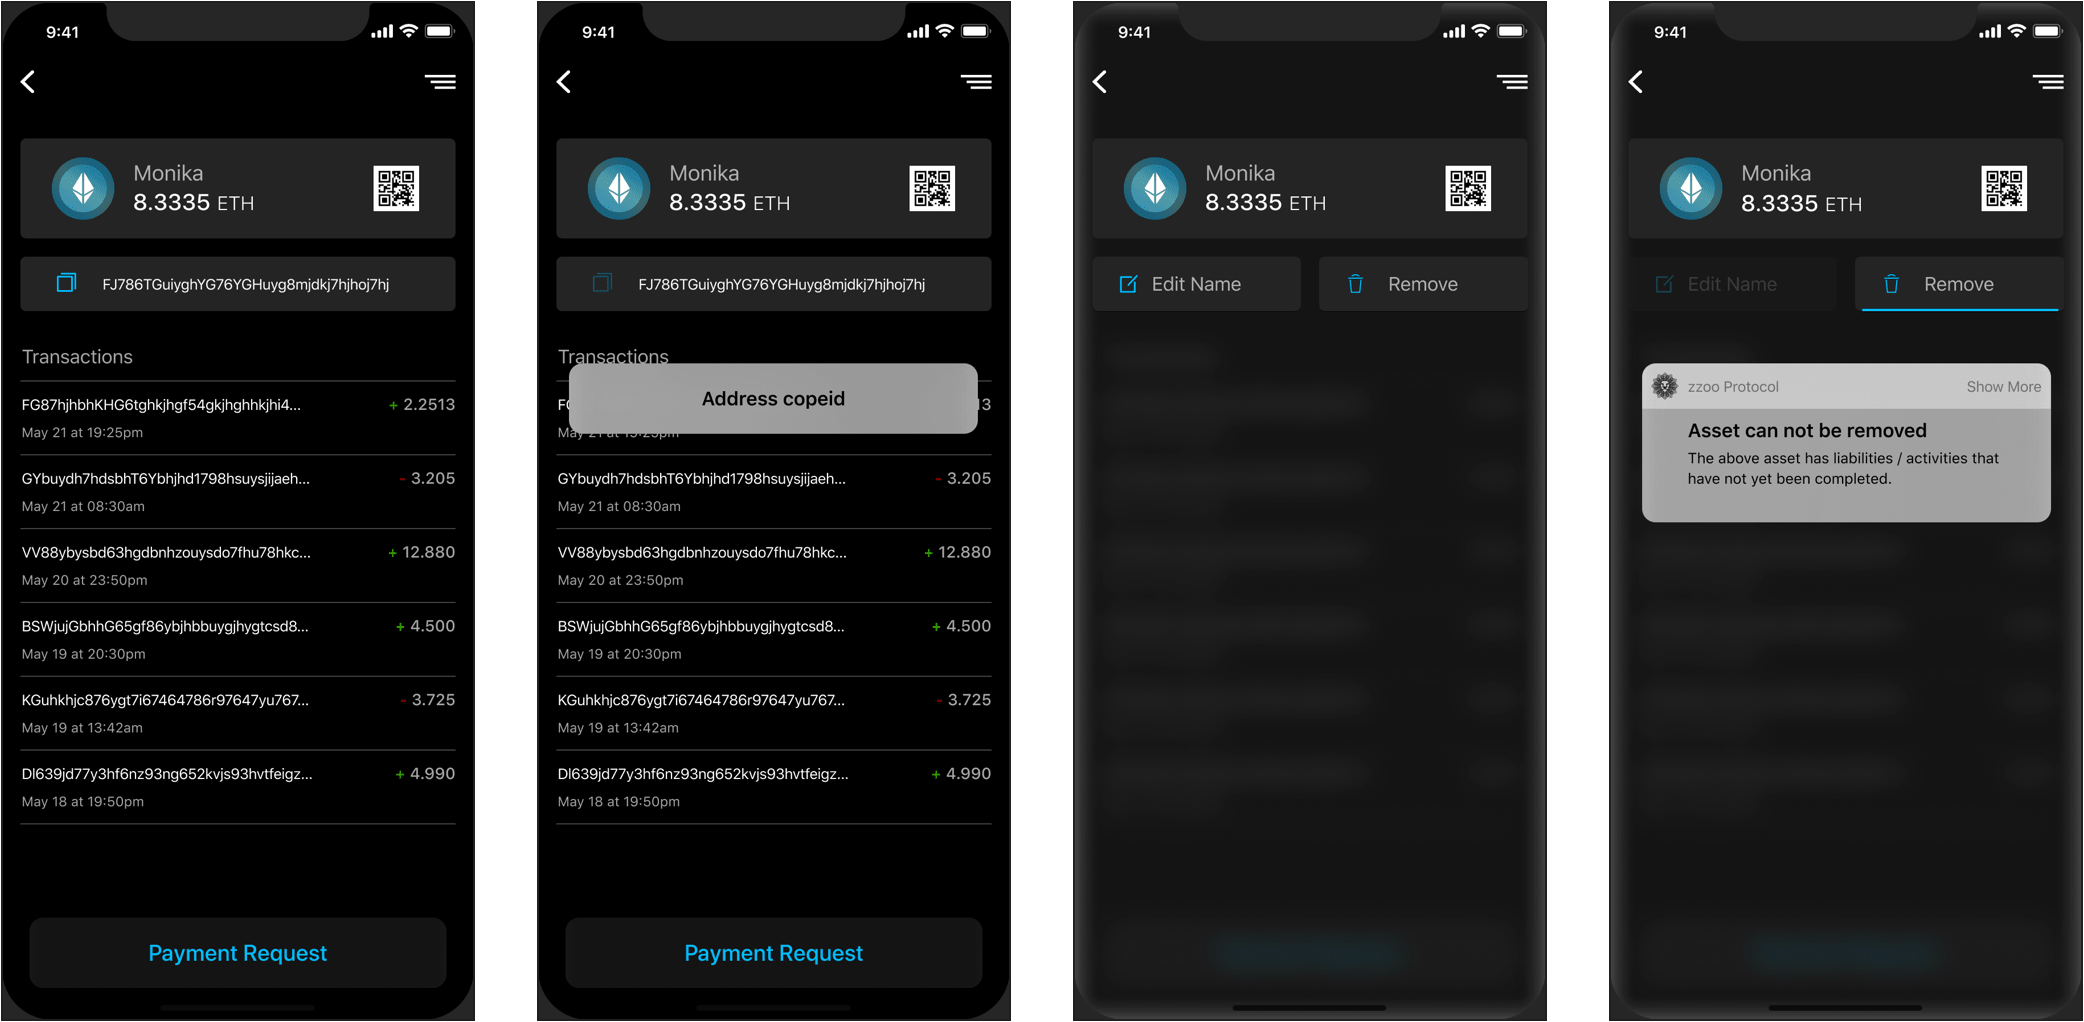 9:41
Monika
8.3335 ETH
FJ786TGuiyghYG76YGHuyg8mjdkj7hjhoj7hj
Transactions
FG87hjhbhKHG6tghkjhgf54gkjhghhkjhi4...
+ 2.2513
May 21 at 19:25pm
GYbuydh7hdsbhT6Ybhjhd1798hsuysjijaeh...
- 3.205
May 21 at 08:30am
VV88ybysbd63hgdbnhzouysdo7fhu78hkc...
+ 12.880
May 20 at 23:50pm
BSWjujGbhhG65gf86ybjhbbuygjhygtcsd8...
+ 4.500
May 19 at 20:30pm
KGuhkhjc876ygt7i67464786r97647yu767...
- 3.725
May 19 at 13:42am
Dl639jd77y3hf6nz93ng652kvjs93hvtfeigz...
+ 4.990
May 18 at 19:50pm
Payment Request
9:41
Monika
8.3335 ETH
FJ786TGuiyghYG76YGHuyg8mjdkj7hjhoj7hj
Transactions
Address copeid
May 21 at 19:25pm
GYbuydh7hdsbhT6Ybhjhd1798hsuysjijaeh...
- 3.205
May 21 at 08:30am
VV88ybysbd63hgdbnhzouysdo7fhu78hkc...
+ 12.880
May 20 at 23:50pm
BSWjujGbhhG65gf86ybjhbbuygjhygtcsd8...
+ 4.500
May 19 at 20:30pm
KGuhkhjc876ygt7i67464786r97647yu767...
- 3.725
May 19 at 13:42am
Dl639jd77y3hf6nz93ng652kvjs93hvtfeigz...
+ 4.990
May 18 at 19:50pm
Payment Request
9:41
Monika
8.3335 ETH
Edit Name
Remove
9:41
Monika
8.3335 ETH
Edit Name
Remove
zzoo Protocol
Show More
Asset can not be removed
The above asset has liabilities / activities that
have not yet been completed.